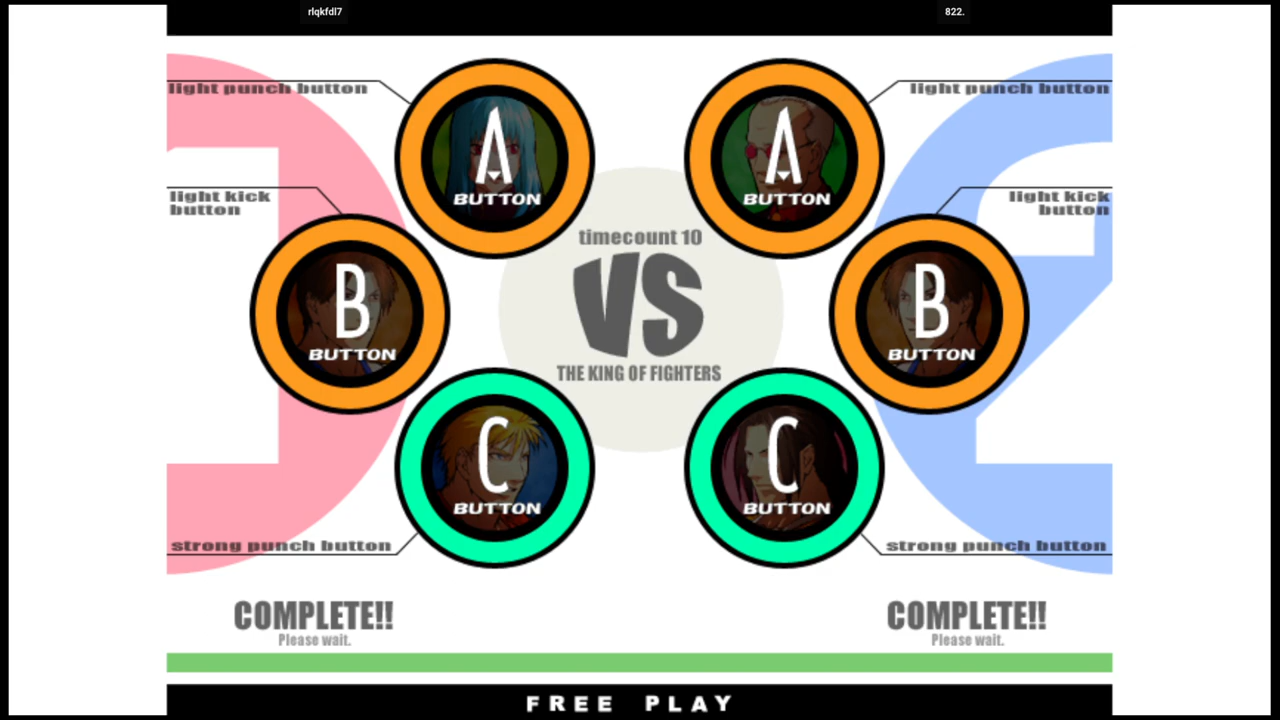 rlqkfdl7
822.
light punch button
light punch button
A
BUTTON
A
BUTTON
light kick
button
light kick
button
timecount 10
VS
THE KING OF FIGHTERS
B
BUTTON
B
BUTTON
C
BUTTON
C
BUTTON
strong punch button
strong punch button
COMPLETE!!
Please wait.
COMPLETE!!
Please wait.
FREE PLAY
1
2